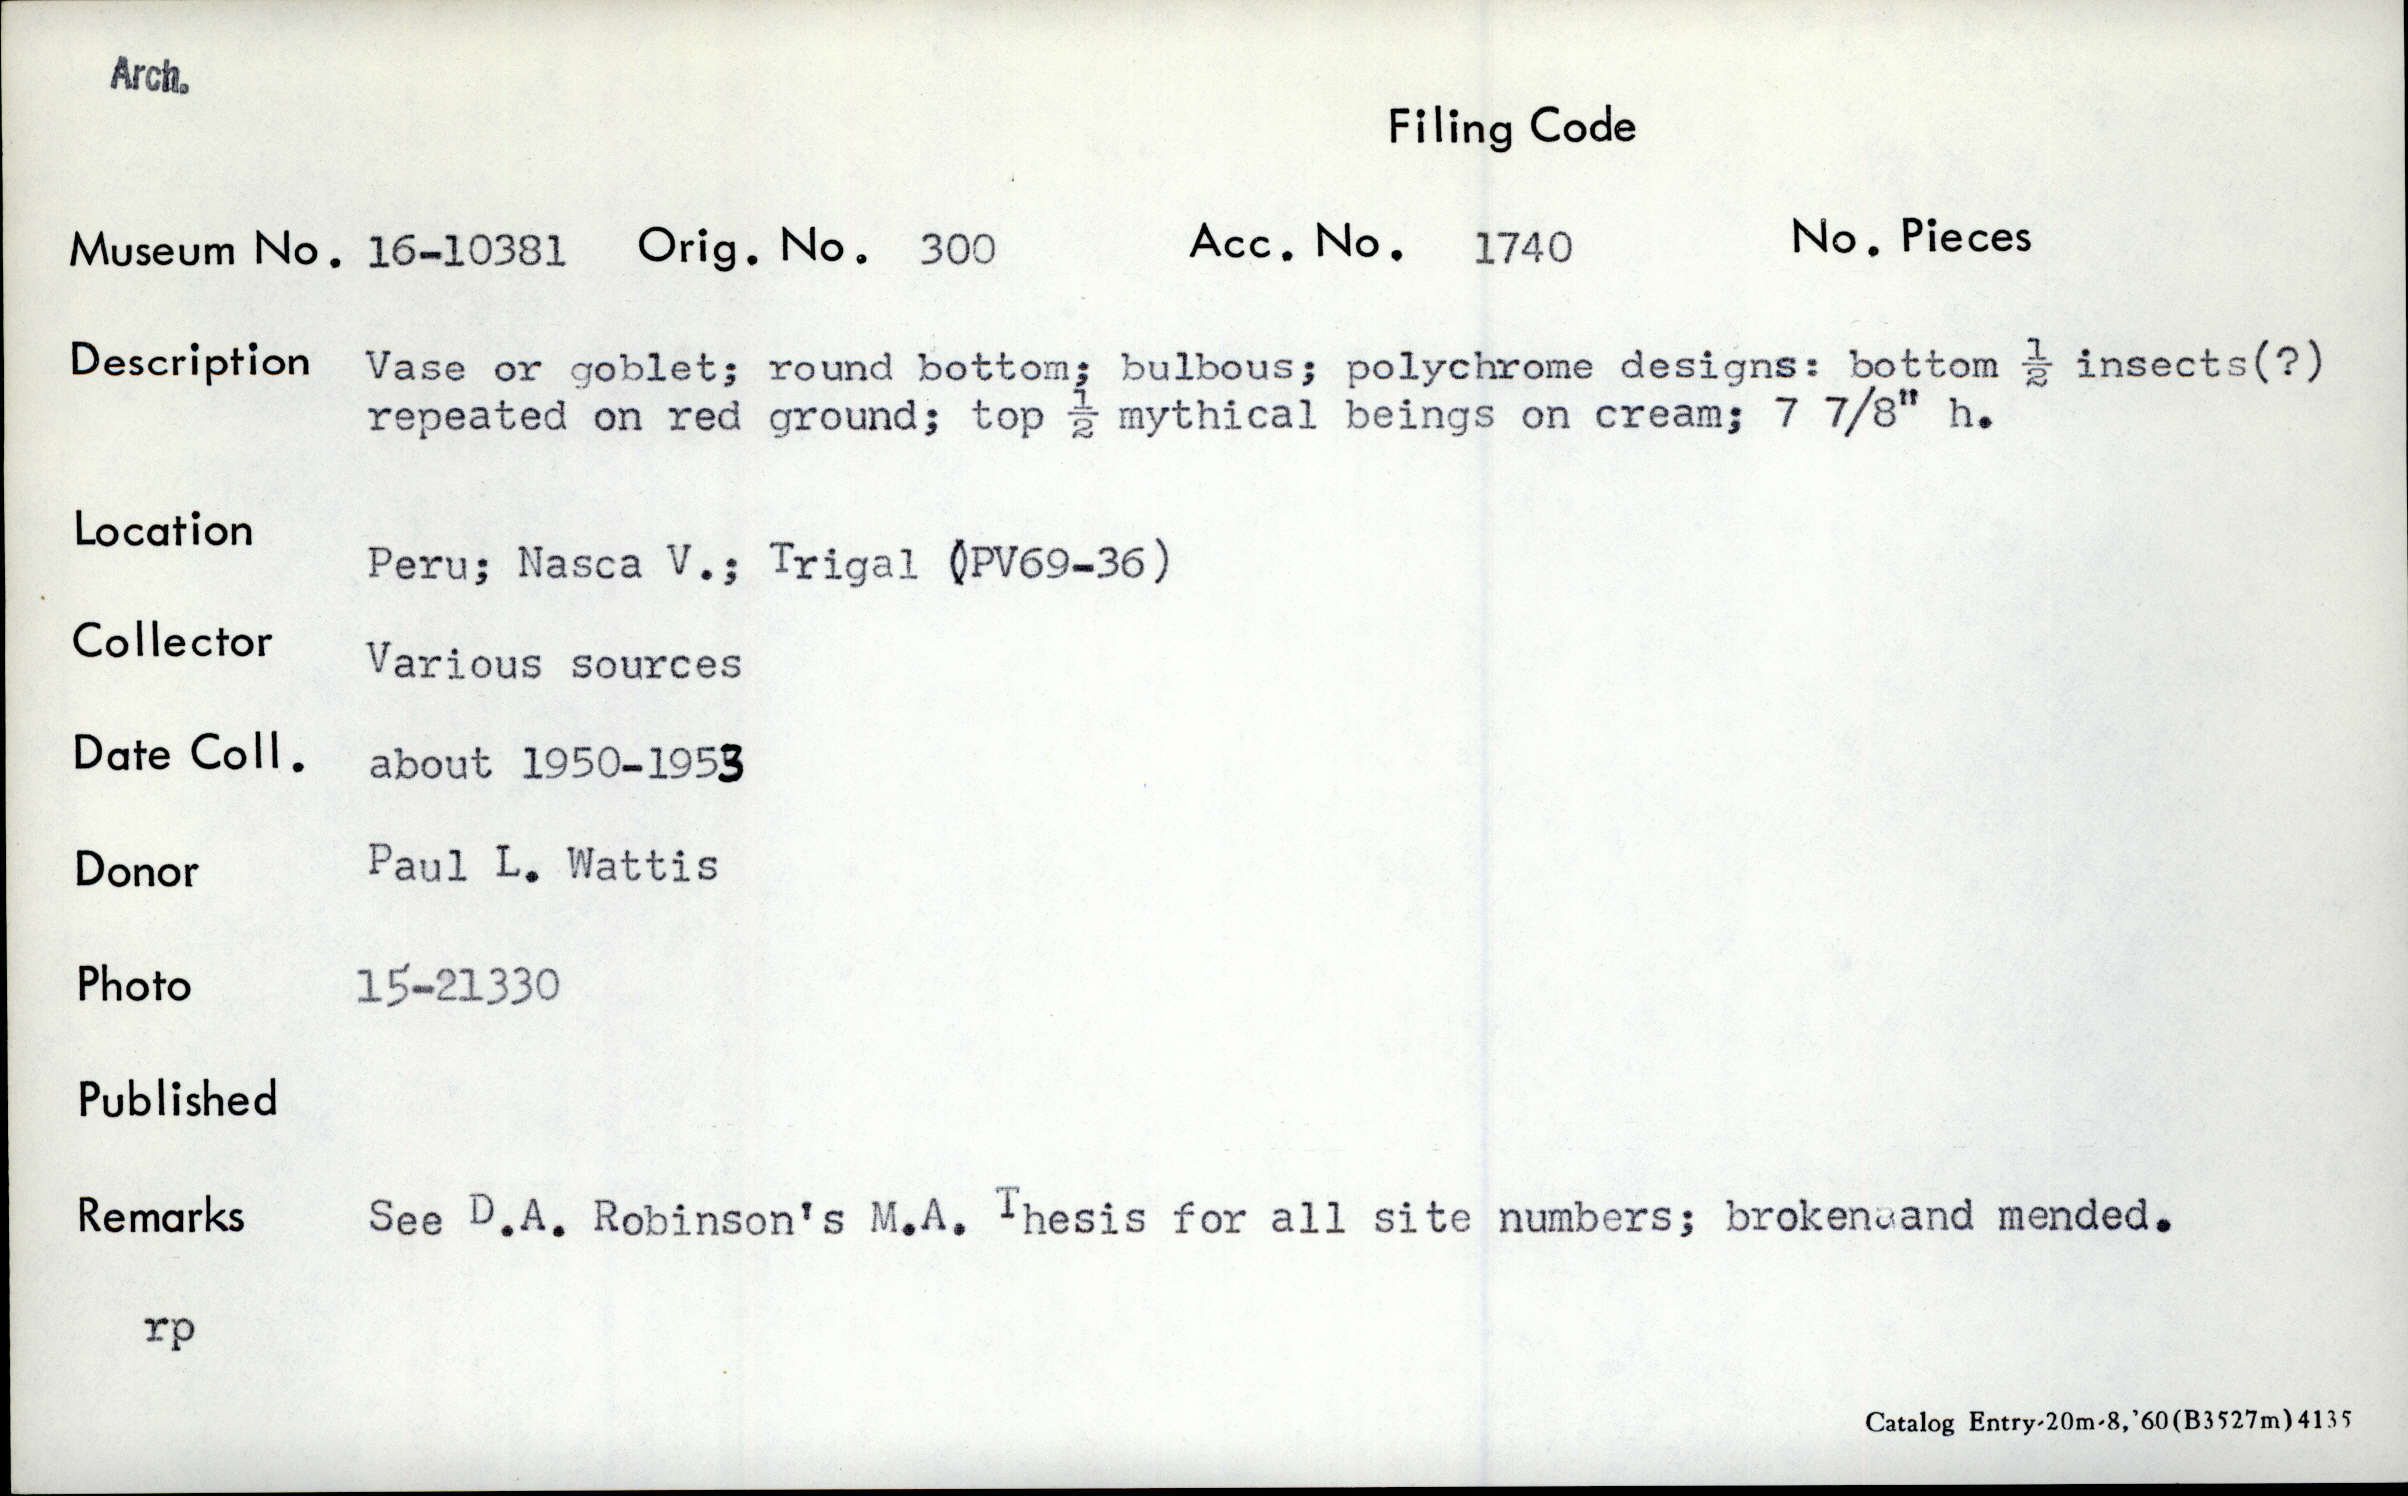 Arch.
Filing Code
Museum No. 16-10381 Orig. No. 300 Acc. No. 1740 No. Pieces
Description Vase or goblet; round bottom; bulbous; polychrome designs: bottom ½ insects(?)
repeated on red ground; top ½ mythical beings on cream; 7 7/8" h.
Location
Peru; Nasca V.; Trigal (PV69-36)
Collector Various sources
Date Coll. about 1950-1953
Donor Paul L. Wattis
Photo 15-21330
Published
Remarks See D.A. Robinson's M.A. Thesis for all site numbers; broken and mended.
rp
Catalog Entry-20m-8,'60(B3527m)4135